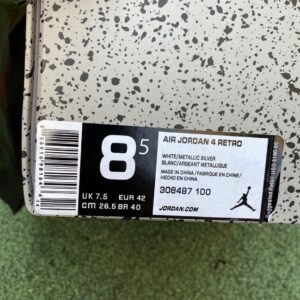 8 5
UK 7.5 EUR 42
CM 26.5 BR 40
AIR JORDAN 4 RETRO
WHITE/METALLIC SILVER
BLANC/ARGENT METALLIQUE
MADE IN CHINA / FABRIQUE EN CHINE /
HECHO EN CHINA
308497 100
JORDAN.COM